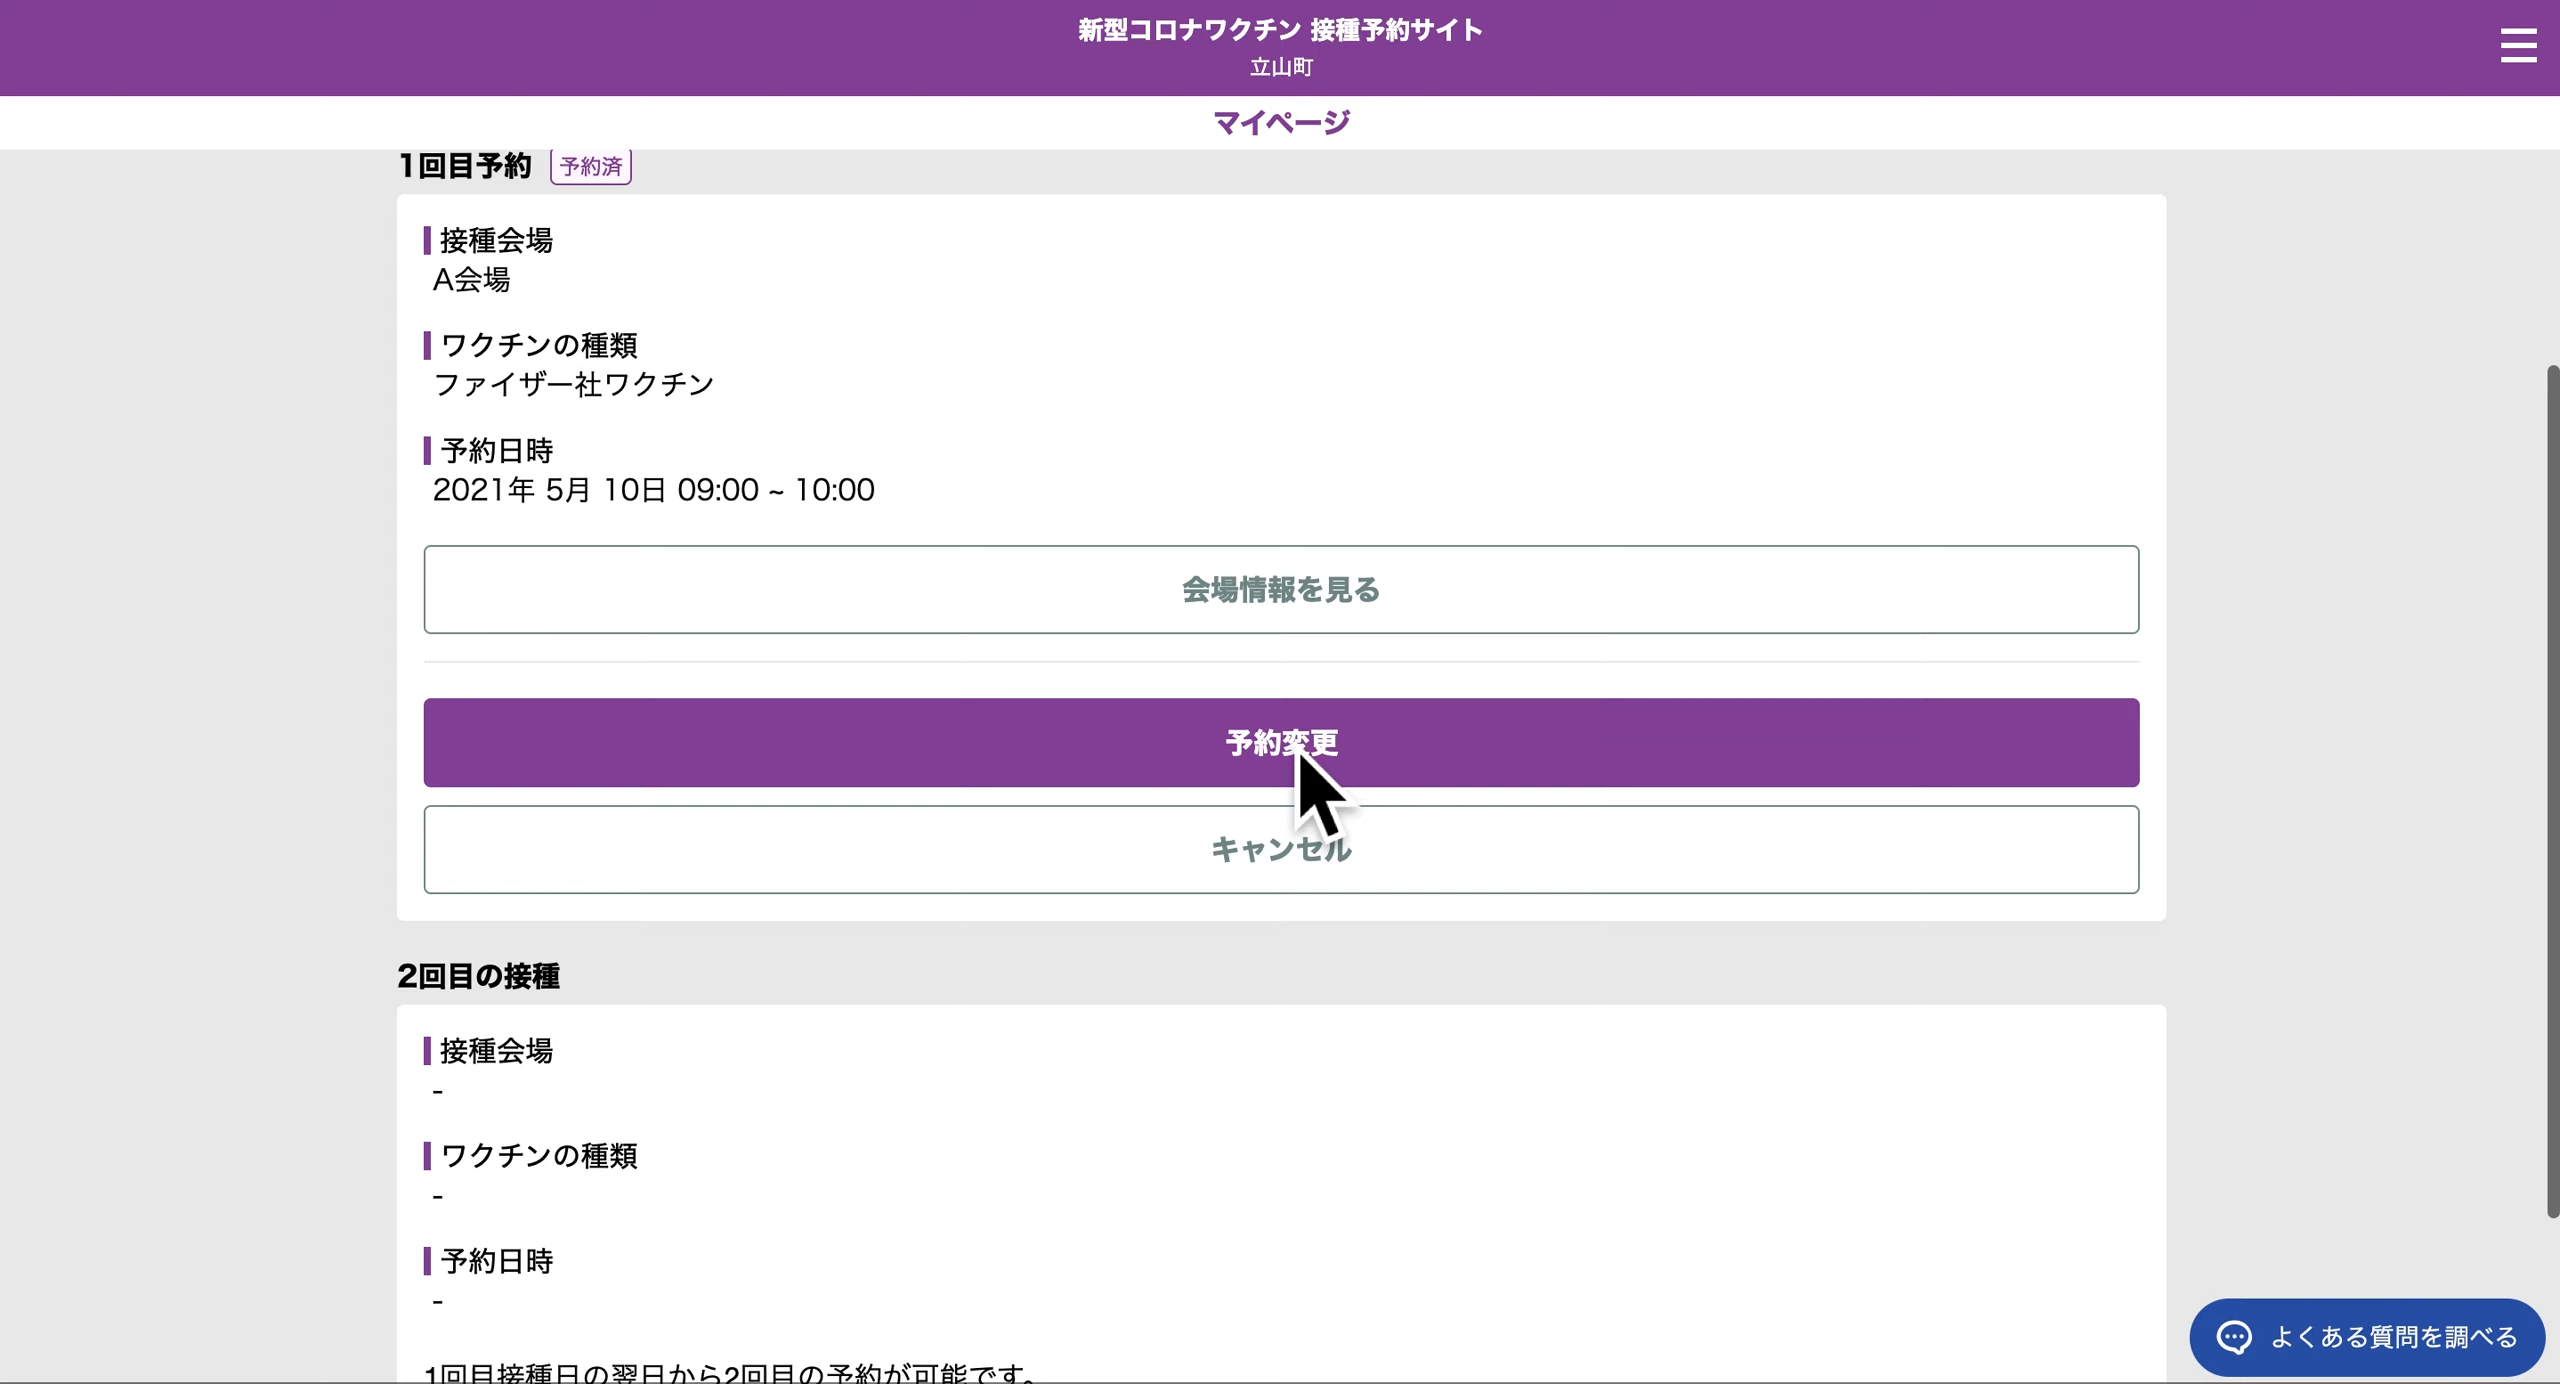 新型コロナワクチン 接種予約サイト
立山町
マイページ
1回目予約 予約済
接種会場
A会場
ワクチンの種類
ファイザー社ワクチン
予約日時
2021年 5月 10日 09:00 ~ 10:00
会場情報を見る
予約変更
キャンセル
2回目の接種
接種会場
-
ワクチンの種類
-
予約日時
-
1回目接種日の翌日から2回目の予約が可能です。
よくある質問を調べる